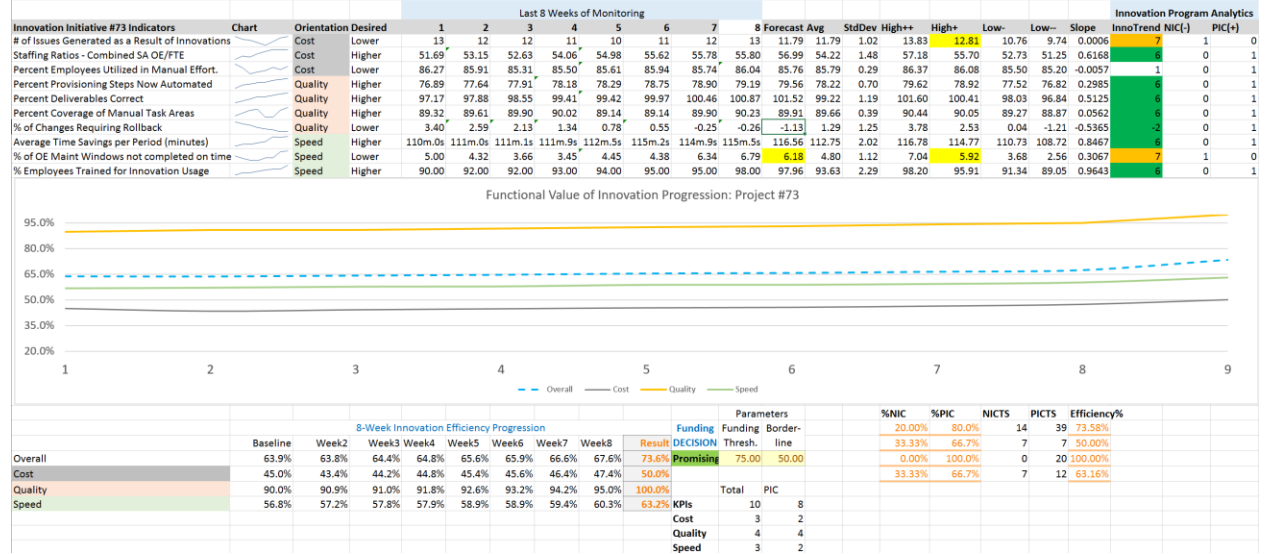 Last 8 Weeks of Monitoring Innovation Program Analytics
Innovation Initiative #73 Indicators Chart Orientation Desired 1 2 3 4 5 6 7 8 Forecast Avg StdDev High++ High+ Low- Low-- Slope InnoTrend NIC(-) PIC(+)
# of Issues Generated as a Result of Innovations Cost Lower 13 12 12 11 10 11 12 13 11.79 11.79 1.02 13.83 12.81 10.76 9.74 0.0006 7 1 0
Staffing Ratios - Combined SA OE/FTE Cost Higher 51.69 53.15 52.63 54.06 54.98 55.62 55.78 55.80 56.99 54.22 1.48 57.18 55.70 52.73 51.25 0.6168 6 0 1
Percent Employees Utilized in Manual Effort. Cost Lower 86.27 85.91 85.31 85.50 85.61 85.94 85.74 86.04 85.76 85.79 0.29 86.37 86.08 85.50 85.20 -0.0057 1 0 1
Percent Provisioning Steps Now Automated Quality Higher 76.89 77.64 77.91 78.18 78.29 78.75 78.90 79.19 79.56 78.22 0.70 79.62 78.92 77.52 76.82 0.2985 6 0 1
Percent Deliverables Correct Quality Higher 97.17 97.88 98.55 99.41 99.42 99.97 100.46 100.87 101.52 99.22 1.19 101.60 100.41 98.03 96.84 0.5125 6 0 1
Percent Coverage of Manual Task Areas Quality Higher 89.32 89.61 89.90 90.02 89.14 89.14 89.90 90.23 89.91 89.66 0.39 90.44 90.05 89.27 88.87 0.0562 6 0 1
% of Changes Requiring Rollback Quality Lower 3.40 2.59 2.13 1.34 0.78 0.55 -0.25 -0.26 -1.13 1.29 1.25 3.78 2.53 0.04 -1.21 -0.5365 -2 0 1
Average Time Savings per Period (minutes) Speed Higher 110m.0s 111m.0s 111m.1s 111m.9s 112m.5s 115m.2s 114m.9s 115m.5s 116.56 112.75 2.02 116.78 114.77 110.73 108.72 0.8467 6 0 1
% of OE Maint Windows not completed on time Speed Lower 5.00 4.32 3.66 3.45 4.45 4.38 6.34 6.79 6.18 4.80 1.12 7.04 5.92 3.68 2.56 0.3067 7 1 0
% Employees Trained for Innovation Usage Speed Higher 90.00 92.00 92.00 93.00 94.00 95.00 95.00 98.00 97.96 93.63 2.29 98.20 95.91 91.34 89.05 0.9643 6 0 1
Functional Value of Innovation Progression: Project #73
95.0%
80.0%
65.0%
50.0%
35.0%
20.0%
1 2 3 4 5 6 7 8 9
Overall Cost Quality Speed
Parameters %NIC %PIC NICTS PICTS Efficiency%
8-Week Innovation Efficiency Progression Funding Funding Border- 20.00% 80.0% 14 39 73.58%
Baseline Week2 Week3 Week4 Week5 Week6 Week7 Week8 Result DECISION Thresh. line 33.33% 66.7% 7 7 50.00%
Overall 63.9% 63.8% 64.4% 64.8% 65.6% 65.9% 66.6% 67.6% 73.6% Promising 75.00 50.00 0.00% 100.0% 0 20 100.00%
Cost 45.0% 43.4% 44.2% 44.8% 45.4% 45.6% 46.4% 47.4% 50.0% 33.33% 66.7% 7 12 63.16%
Quality 90.0% 90.9% 91.0% 91.8% 92.6% 93.2% 94.2% 95.0% 100.0% Total PIC
Speed 56.8% 57.2% 57.8% 57.9% 58.9% 58.9% 59.4% 60.3% 63.2% KPIs 10 8
Cost 3 2
Quality 4 4
Speed 3 2